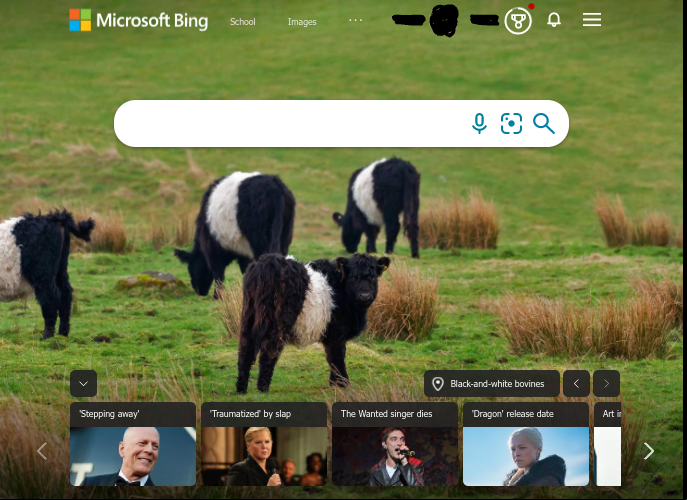 Microsoft Bing School Images ...
Black-and-white bovines
'Stepping away' 'Traumatized' by slap The Wanted singer dies 'Dragon' release date Art